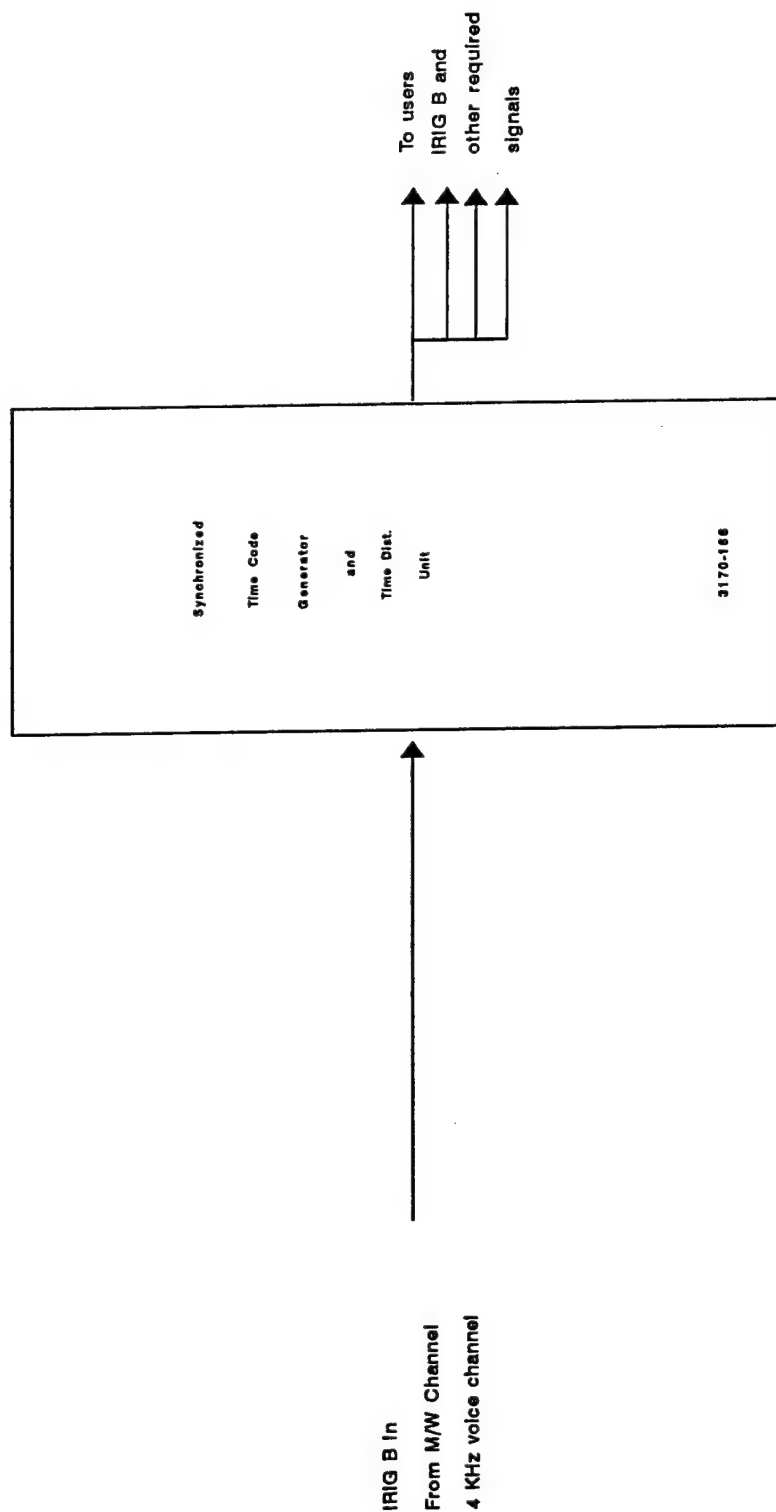 IRIG B In
From M/W Channel
4 KHz voice channel
Synchronized
Time Code
Generator
and
Time Dist.
Unit
3170-166
To users
IRIG B and
other required
signals